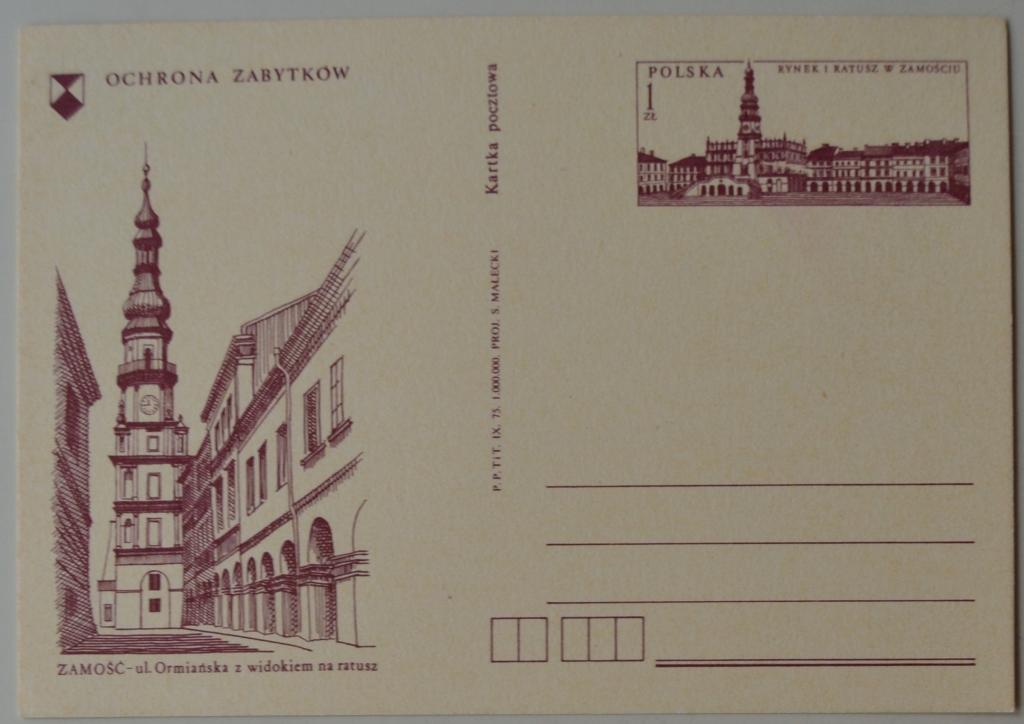 OCHRONA ZABYTKÓW
ZAMOŚĆ - ul. Ormiańska z widokiem na ratusz
Kartka pocztowa
P. P. TiT. IX. 75. 1.000.000. PROJ. S. MAŁECKI
POLSKA
RYNEK I RATUSZ W ZAMOŚCIU
1
ZŁ